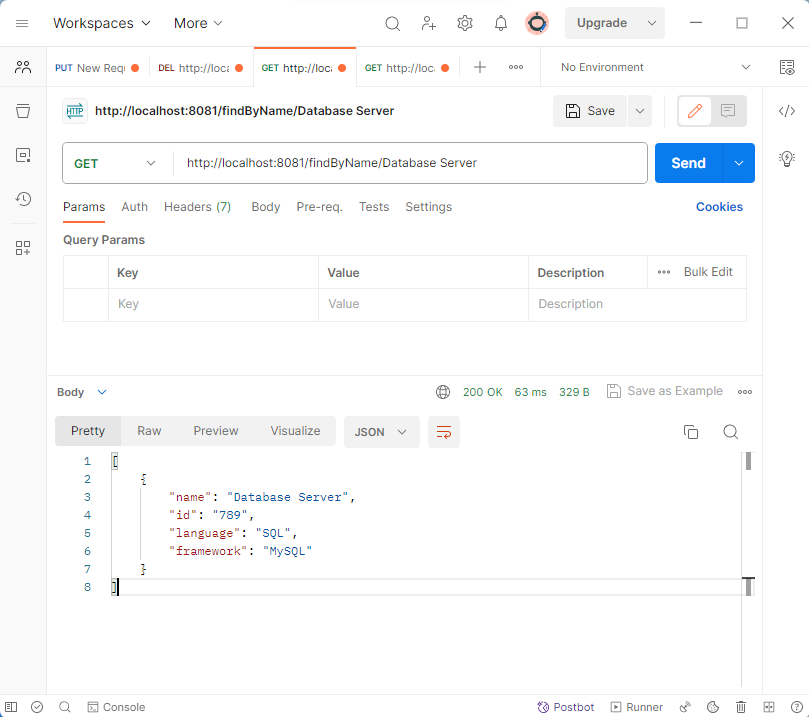 Workspaces More Upgrade
PUT New Requ DEL http://loca GET http://loca GET http://loca No Environment
HTTP http://localhost:8081/findByName/Database Server Save
GET http://localhost:8081/findByName/Database Server Send
Params Auth Headers (7) Body Pre-req. Tests Settings Cookies
Query Params
Key Value Description Bulk Edit
Key Value Description
Body 200 OK 63 ms 329 B Save as Example
Pretty Raw Preview Visualize JSON
1 [
2 {
3 "name": "Database Server",
4 "id": "789",
5 "language": "SQL",
6 "framework": "MySQL"
7 }
8 ]
Console Postbot Runner